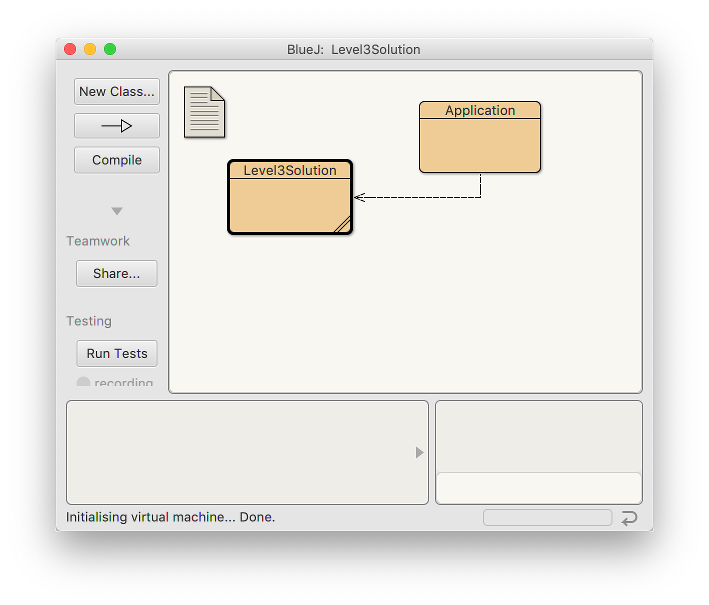 BlueJ: Level3Solution
New Class...
Compile
Teamwork
Share...
Testing
Run Tests
recording
Application
Level3Solution
Initialising virtual machine... Done.